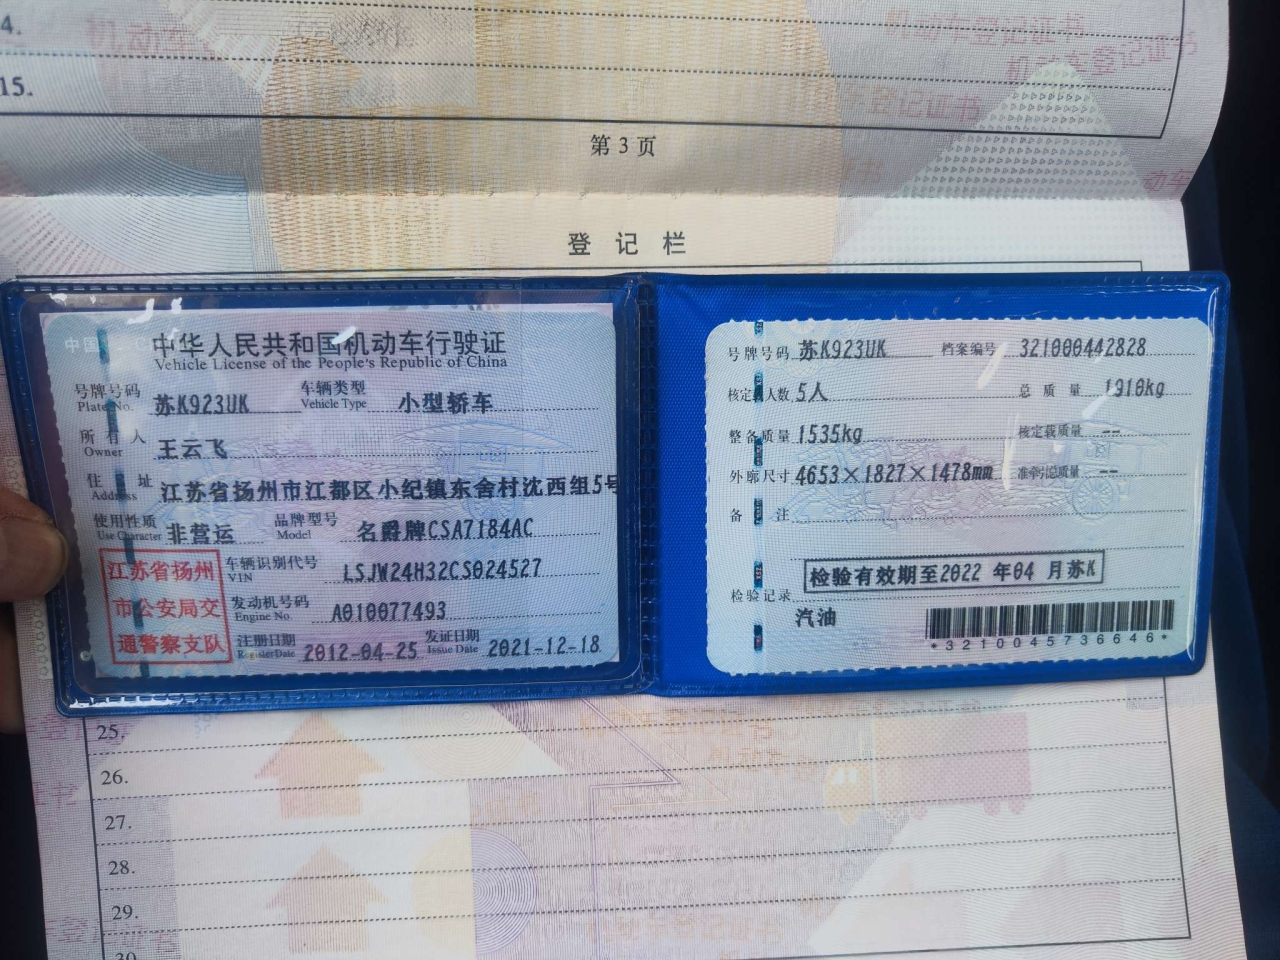 4.
15.
第 3 页
登 记 栏
中华人民共和国机动车行驶证
Vehicle License of the People's Republic of China
号牌号码 苏K923UK 车辆类型 小型轿车
Plate No. Vehicle Type
所 有 人 王云飞
Owner
住 址 江苏省扬州市江都区小纪镇东舍村沈西组5号
Address
使用性质 非营运 品牌型号 名爵牌CSA7184AC
Use Character Model
江苏省扬州
市公安局交
通警察支队
车辆识别代号 LSJW24H32CS024527
VIN
发动机号码 A010077493
Engine No.
注册日期 2012-04-25 发证日期 2021-12-18
Register Date Issue Date
号牌号码 苏K923UK 档案编号 321000442828
核定载人数 5人 总 质 量 1910kg
整备质量 1535kg 核定载质量 --
外廓尺寸 4653×1827×1478mm 准牵引总质量 --
备 注
检验有效期至2022 年04 月苏K
检验记录
汽油
*3210045736646*
25.
26.
27.
28.
29.
30